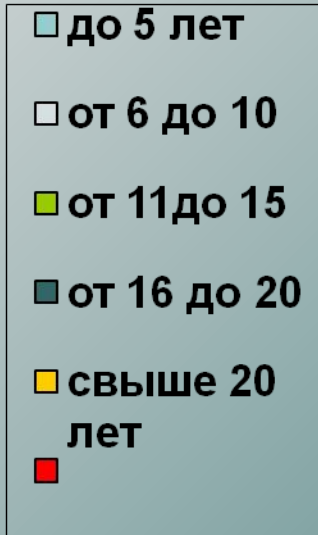 до 5 лет
от 6 до 10
от 11до 15
от 16 до 20
свыше 20
лет